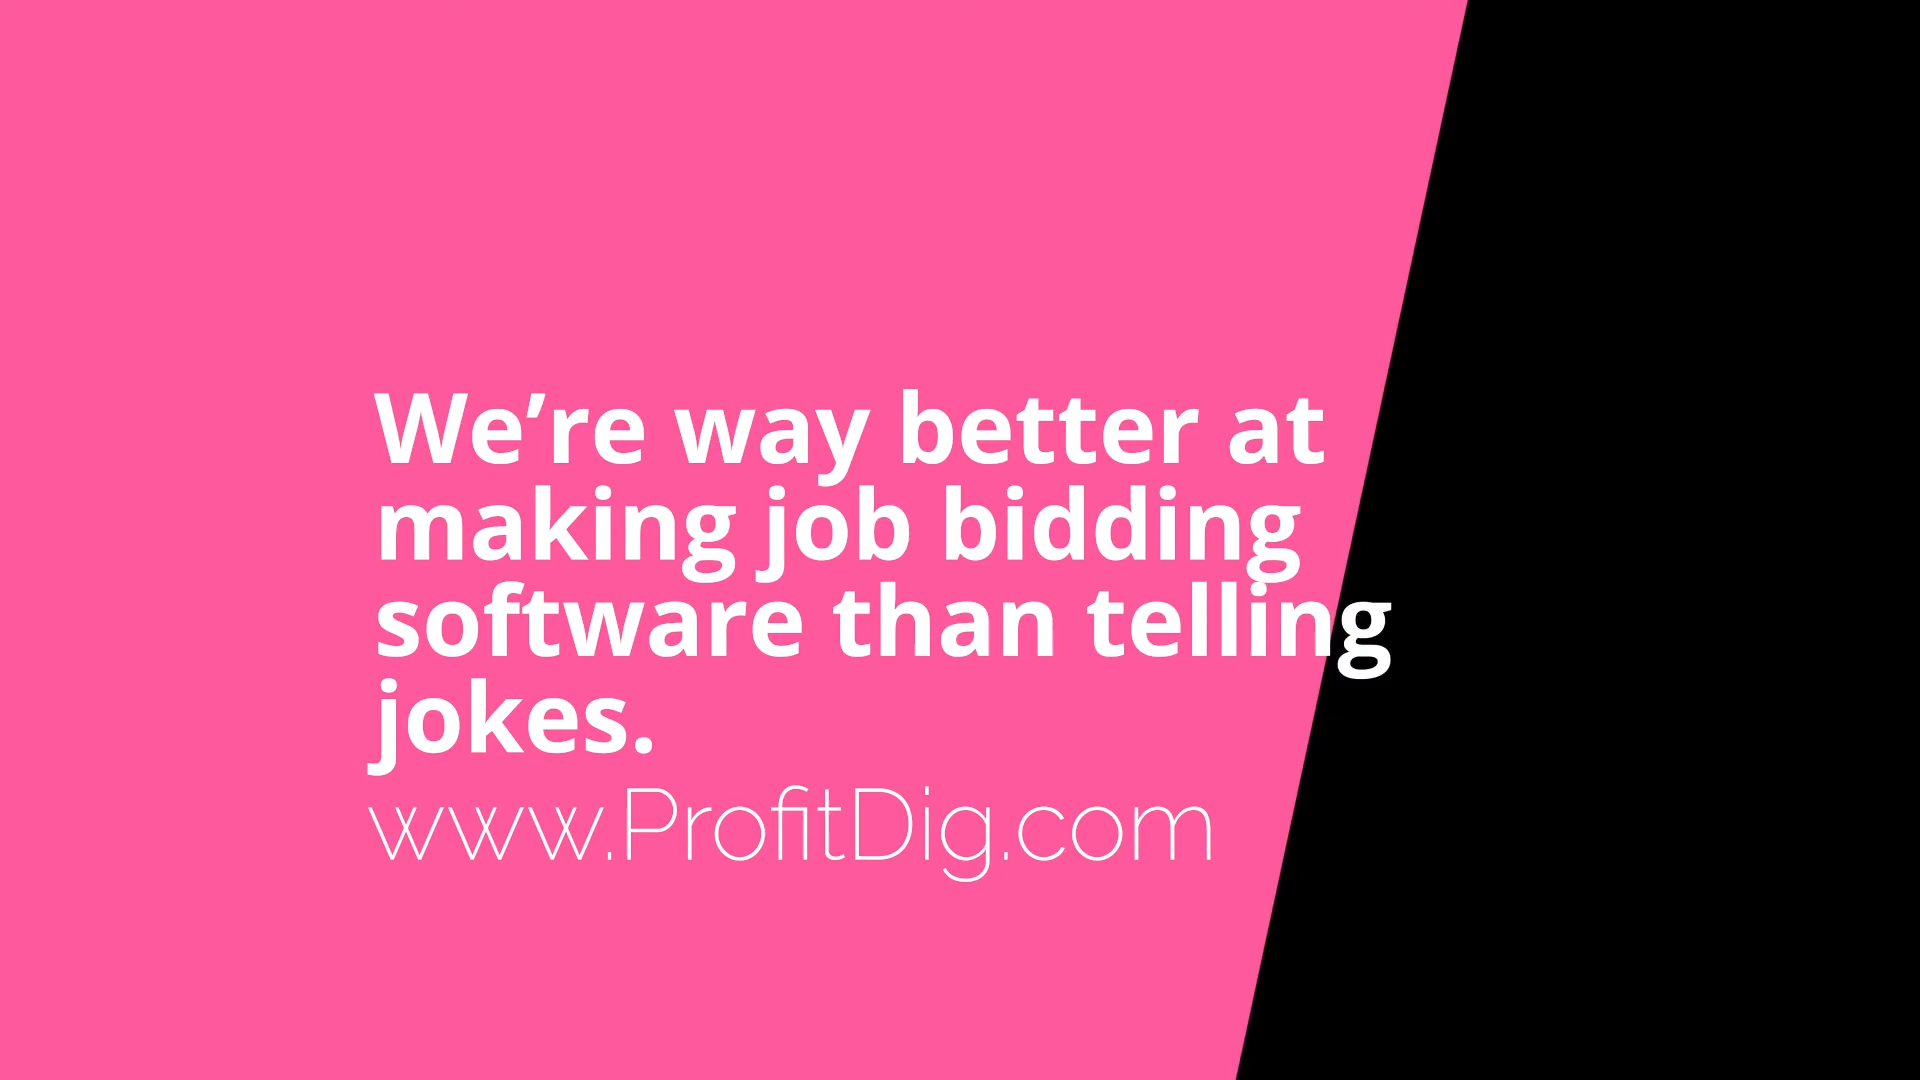 We’re way better at
making job bidding
software than telling
jokes.
www.ProfitDig.com